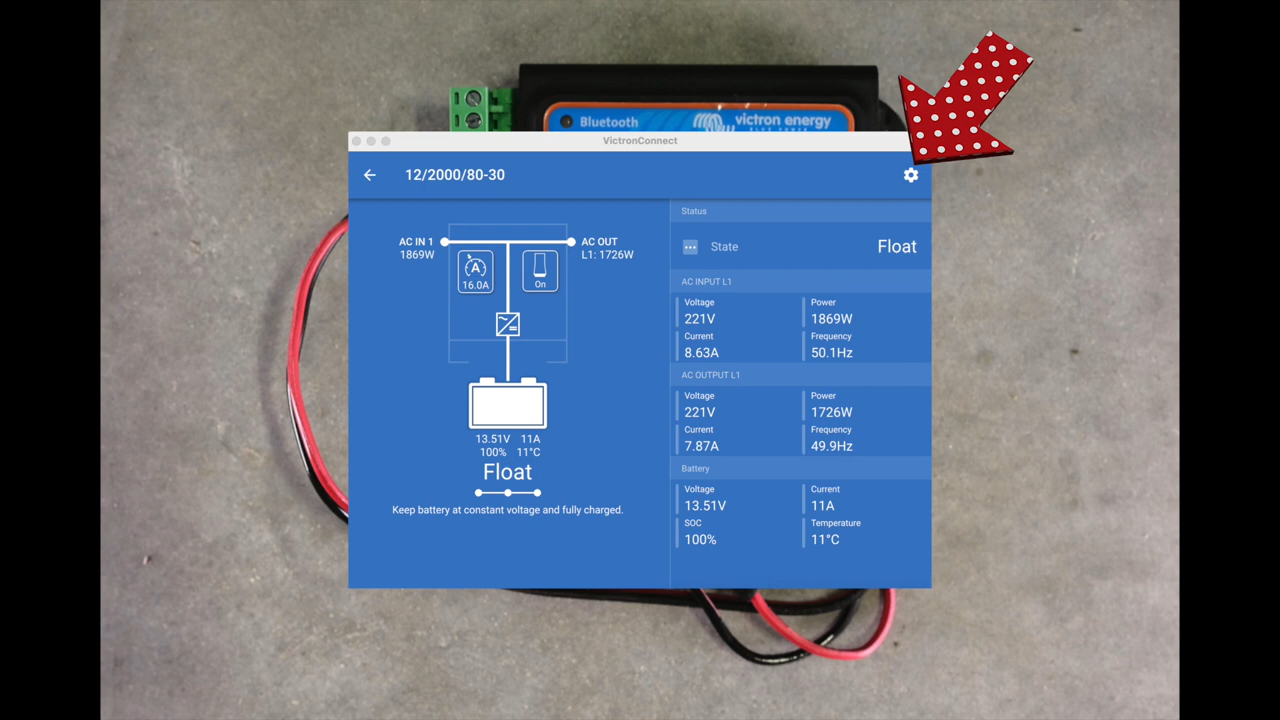 Bluetooth
victron energy
BLUE POWER
VictronConnect
12/2000/80-30
AC IN 1
1869W
AC OUT
L1: 1726W
A
16.0A
On
13.51V 11A
100% 11°C
Float
Keep battery at constant voltage and fully charged.
Status
State Float
AC INPUT L1
Voltage Power
221V 1869W
Current Frequency
8.63A 50.1Hz
AC OUTPUT L1
Voltage Power
221V 1726W
Current Frequency
7.87A 49.9Hz
Battery
Voltage Current
13.51V 11A
SOC Temperature
100% 11°C